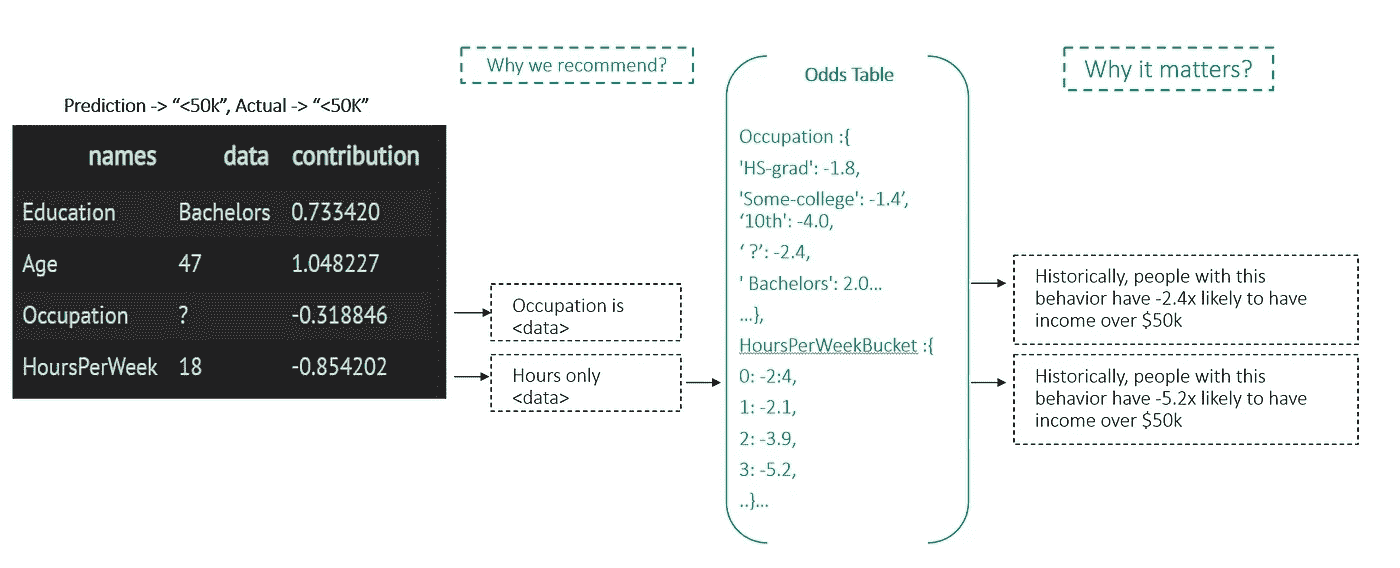 Why we recommend?
Odds Table
Why it matters?
Prediction -> “<50k”, Actual -> “<50K”
names data contribution
Education Bachelors 0.733420
Age 47 1.048227
Occupation ? -0.318846
HoursPerWeek 18 -0.854202
Occupation is
<data>
Hours only
<data>
Occupation :{
'HS-grad': -1.8,
'Some-college': -1.4’,
‘10th': -4.0,
‘ ?’: -2.4,
' Bachelors': 2.0...
...},
HoursPerWeekBucket :{
0: -2:4,
1: -2.1,
2: -3.9,
3: -5.2,
..}...
Historically, people with this
behavior have -2.4x likely to have
income over $50k
Historically, people with this
behavior have -5.2x likely to have
income over $50k